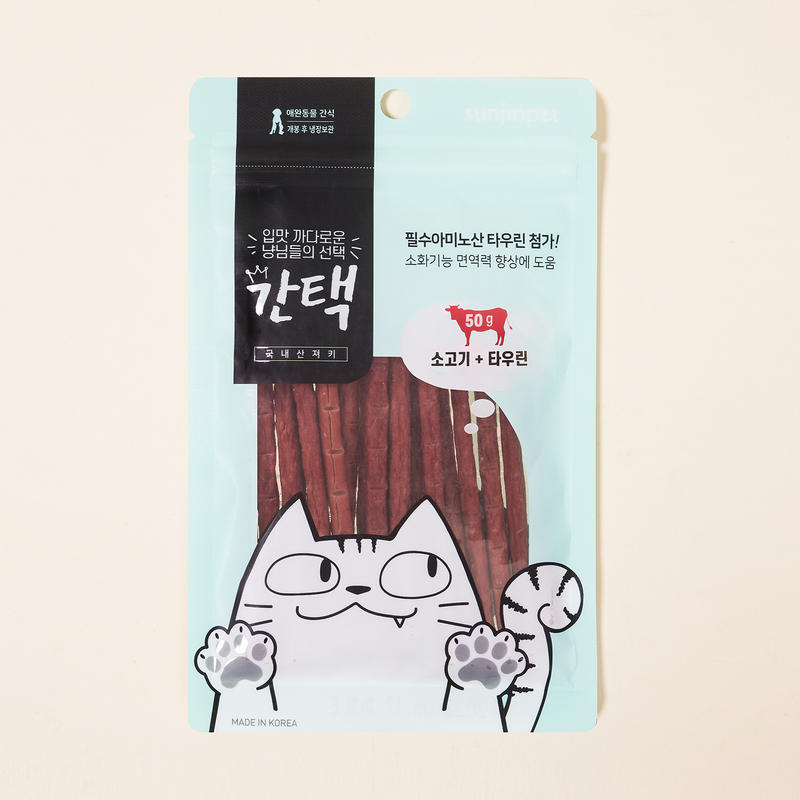 애완동물 간식
개봉 후 냉장보관
sunjinpet
입맛 까다로운
냥님들의 선택
간택
국내산져키
필수아미노산 타우린 첨가!
소화기능 면역력 향상에 도움
50g
소고기 + 타우린
MADE IN KOREA